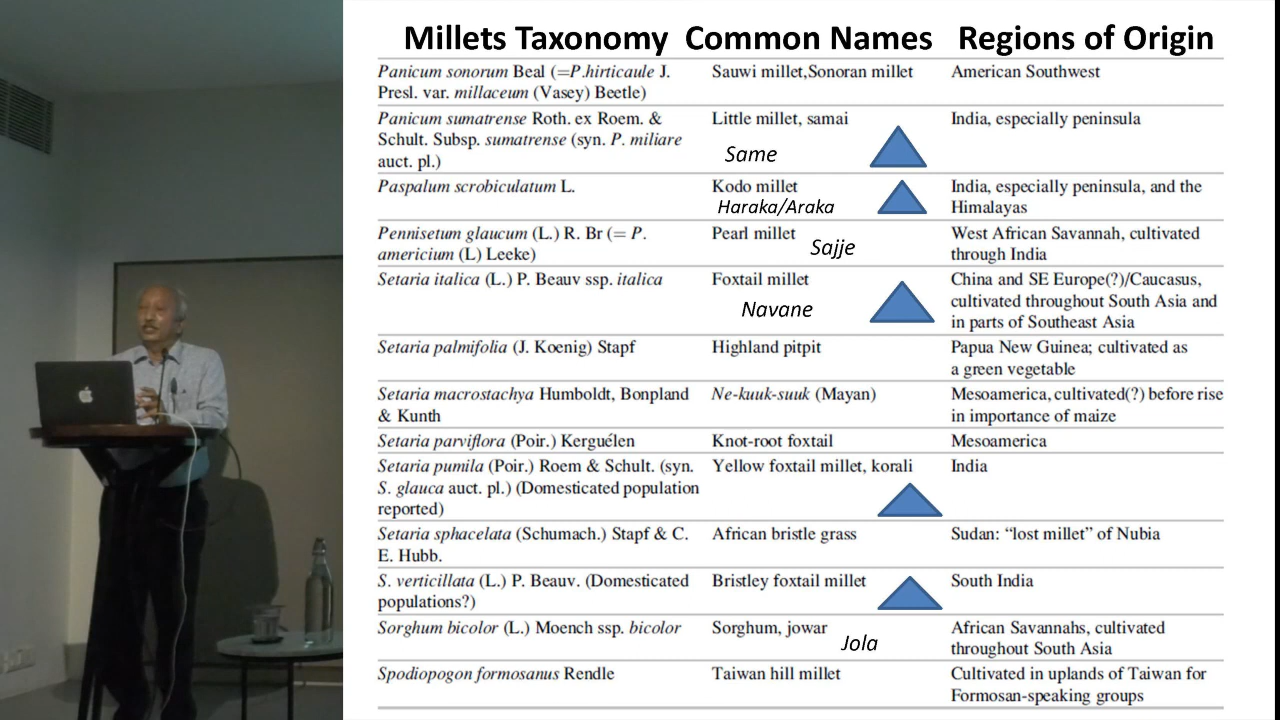 Millets Taxonomy Common Names Regions of Origin
Panicum sonorum Beal (=P.hirticaule J. Sauwi millet,Sonoran millet American Southwest
Presl. var. millaceum (Vasey) Beetle)
Panicum sumatrense Roth. ex Roem. & Little millet, samai India, especially peninsula
Schult. Subsp. sumatrense (syn. P. miliare
auct. pl.) Same
Paspalum scrobiculatum L. Kodo millet India, especially peninsula, and the
Haraka/Araka Himalayas
Pennisetum glaucum (L.) R. Br (= P. Pearl millet West African Savannah, cultivated
americium (L) Leeke) Sajje through India
Setaria italica (L.) P. Beauv ssp. italica Foxtail millet China and SE Europe(?)/Caucasus,
Navane cultivated throughout South Asia and
in parts of Southeast Asia
Setaria palmifolia (J. Koenig) Stapf Highland pitpit Papua New Guinea; cultivated as
a green vegetable
Setaria macrostachya Humboldt, Bonpland Ne-kuuk-suuk (Mayan) Mesoamerica, cultivated(?) before rise
& Kunth in importance of maize
Setaria parviflora (Poir.) Kerguélen Knot-root foxtail Mesoamerica
Setaria pumila (Poir.) Roem & Schult. (syn. Yellow foxtail millet, korali India
S. glauca auct. pl.) (Domesticated population
reported)
Setaria sphacelata (Schumach.) Stapf & C. African bristle grass Sudan: “lost millet” of Nubia
E. Hubb.
S. verticillata (L.) P. Beauv. (Domesticated Bristley foxtail millet South India
populations?)
Sorghum bicolor (L.) Moench ssp. bicolor Sorghum, jowar African Savannahs, cultivated
Jola throughout South Asia
Spodiopogon formosanus Rendle Taiwan hill millet Cultivated in uplands of Taiwan for
Formosan-speaking groups